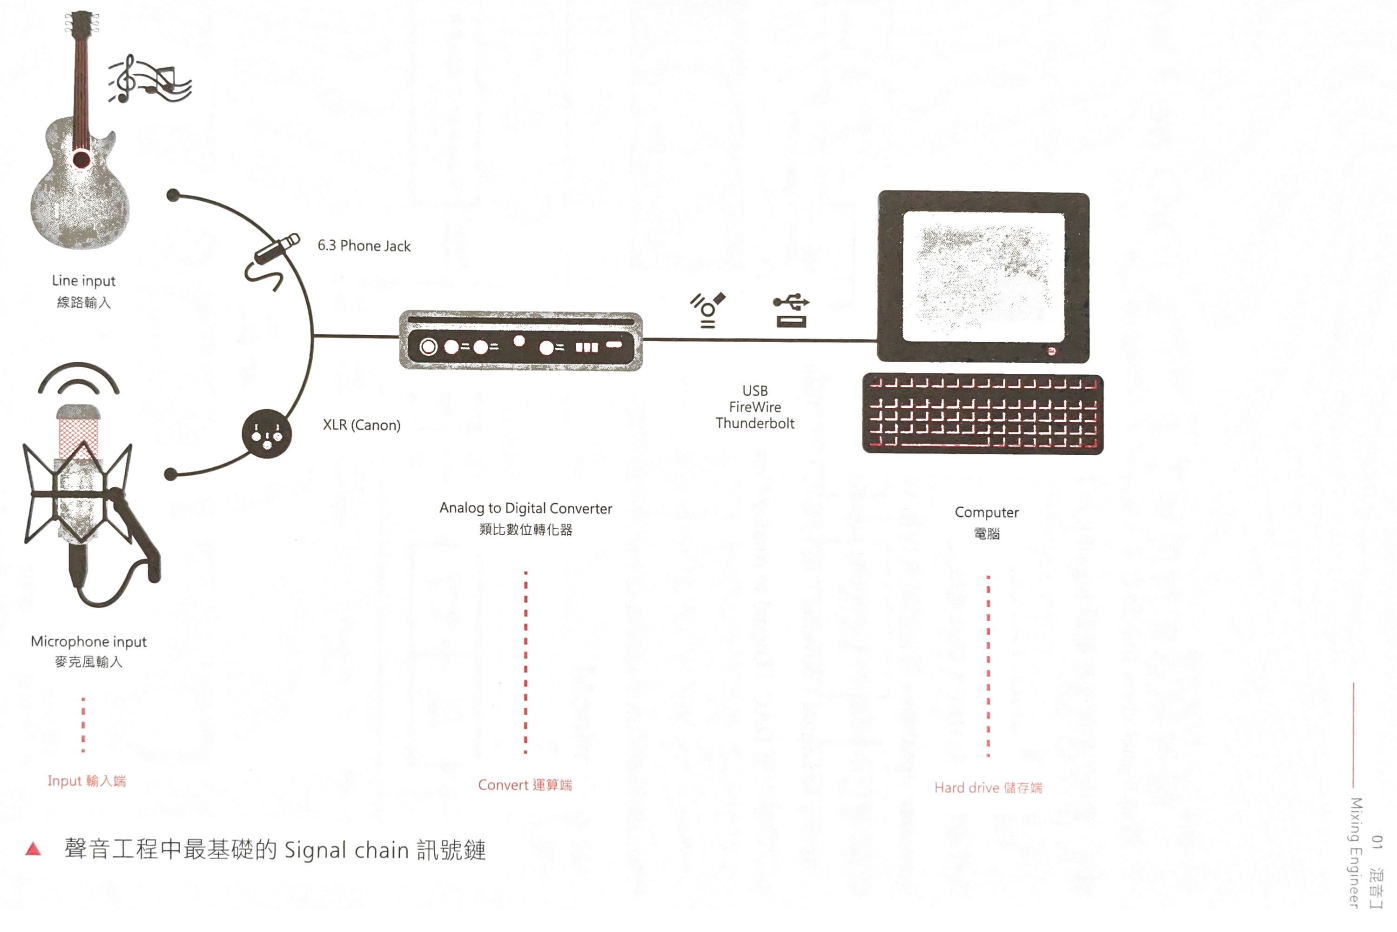 6.3 Phone Jack
Line input
線路輸入
XLR (Canon)
USB
FireWire
Thunderbolt
Analog to Digital Converter
類比數位轉化器
Computer
電腦
Microphone input
麥克風輸入
Input 輸入端
Convert 運算端
Hard drive 儲存端
聲音工程中最基礎的 Signal chain 訊號鏈
01 混音工
Mixing Engineer